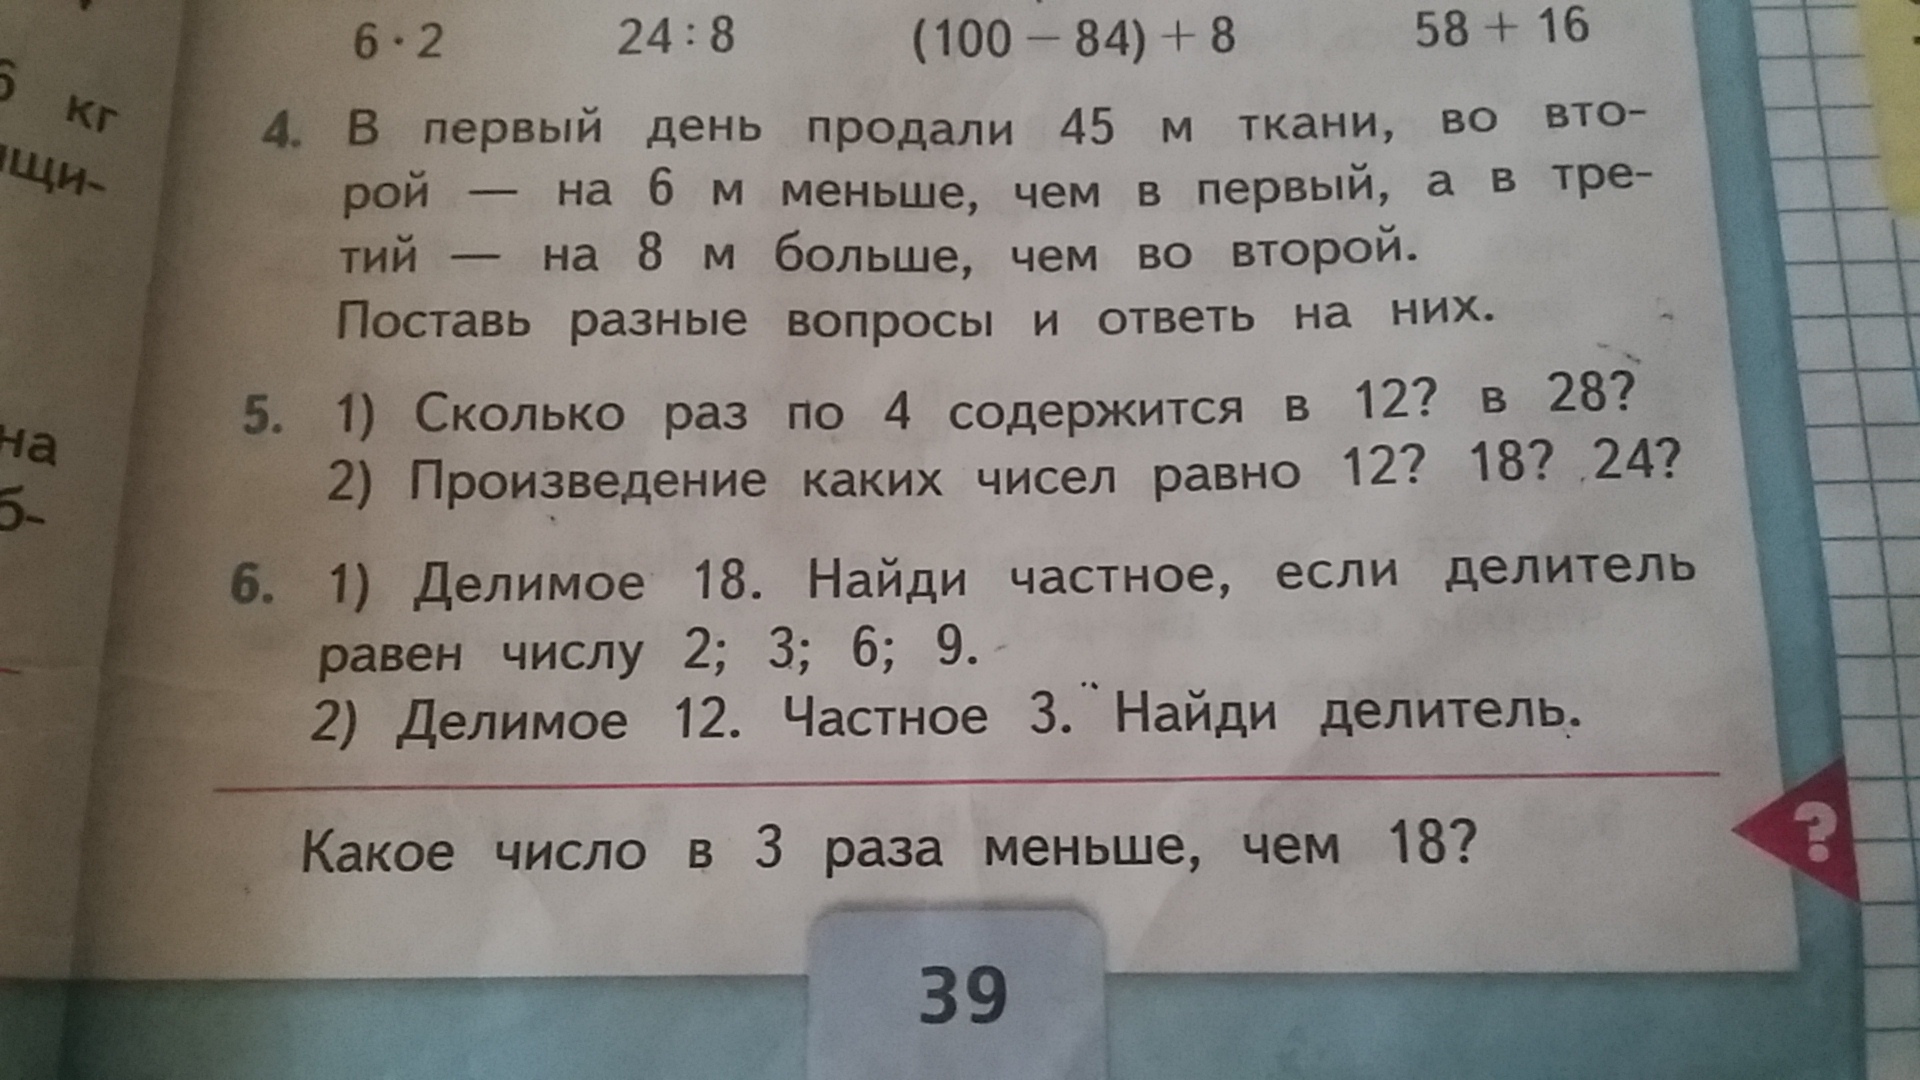 6 · 2 24 : 8 (100 − 84) + 8 58 + 16
кг
4. В первый день продали 45 м ткани, во вто-
рой — на 6 м меньше, чем в первый, а в тре-
тий — на 8 м больше, чем во второй.
Поставь разные вопросы и ответь на них.
5. 1) Сколько раз по 4 содержится в 12? в 28?
на
2) Произведение каких чисел равно 12? 18? 24?
6. 1) Делимое 18. Найди частное, если делитель
равен числу 2; 3; 6; 9.
2) Делимое 12. Частное 3. Найди делитель.
Какое число в 3 раза меньше, чем 18?
?
39